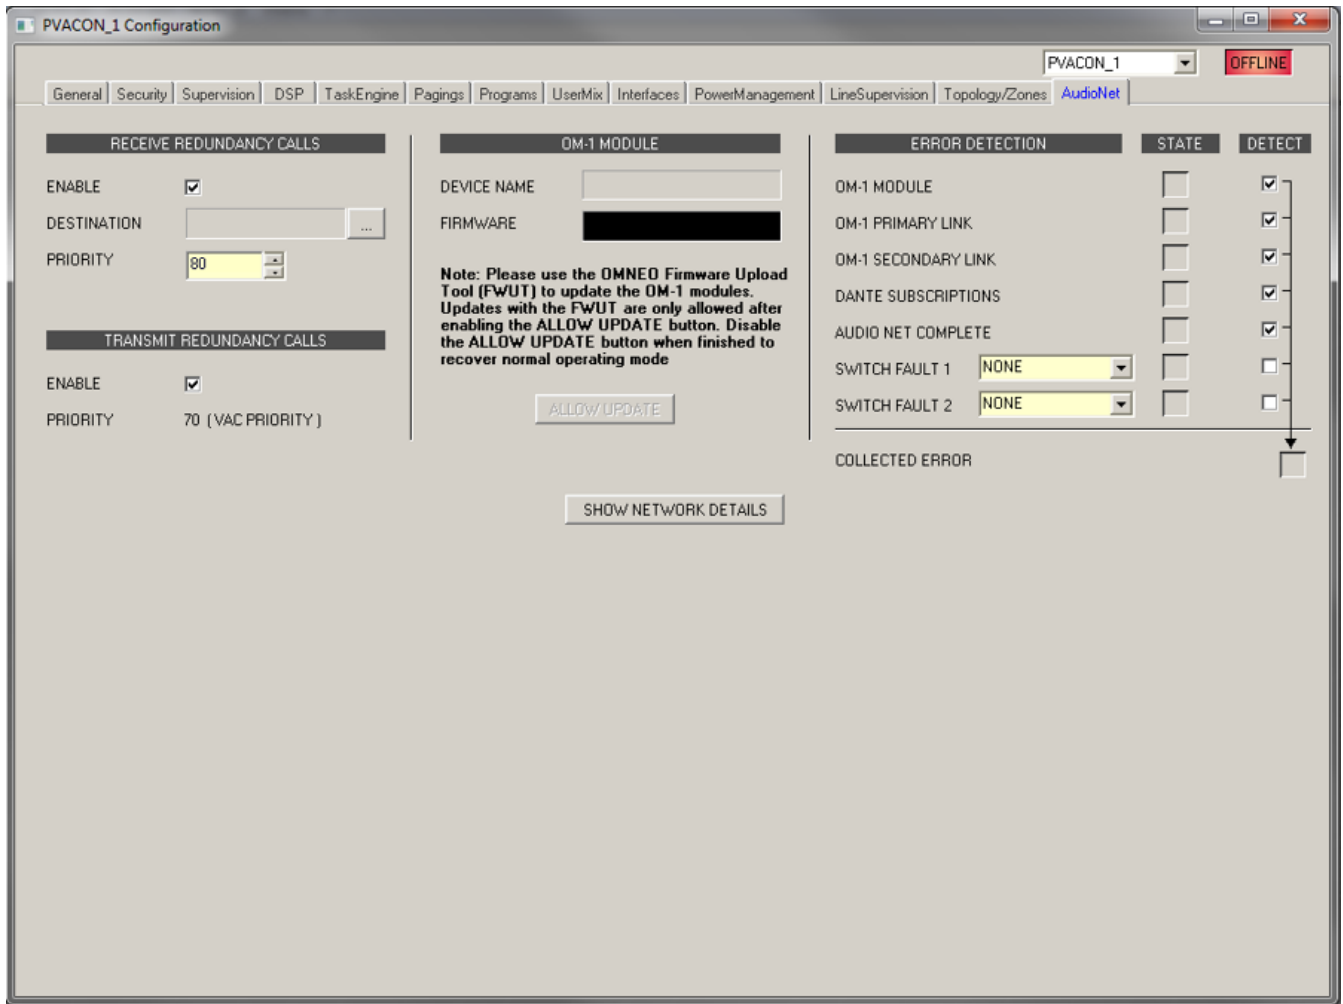 PVACON_1 Configuration
PVACON_1
OFFLINE
General Security Supervision DSP TaskEngine Pagings Programs UserMix Interfaces PowerManagement LineSupervision Topology/Zones AudioNet
RECEIVE REDUNDANCY CALLS
ENABLE
DESTINATION
...
PRIORITY
80
TRANSMIT REDUNDANCY CALLS
ENABLE
PRIORITY
70 ( VAC PRIORITY )
OM-1 MODULE
DEVICE NAME
FIRMWARE
Note: Please use the OMNEO Firmware Upload
Tool (FWUT) to update the OM-1 modules.
Updates with the FWUT are only allowed after
enabling the ALLOW UPDATE button. Disable
the ALLOW UPDATE button when finished to
recover normal operating mode
ALLOW UPDATE
ERROR DETECTION
STATE
DETECT
OM-1 MODULE
OM-1 PRIMARY LINK
OM-1 SECONDARY LINK
DANTE SUBSCRIPTIONS
AUDIO NET COMPLETE
SWITCH FAULT 1
NONE
SWITCH FAULT 2
NONE
COLLECTED ERROR
SHOW NETWORK DETAILS